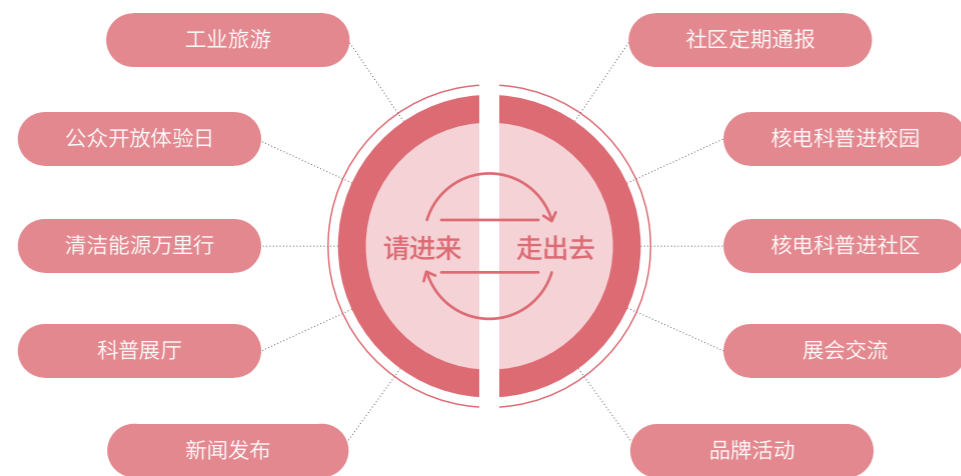 工业旅游
公众开放体验日
清洁能源万里行
科普展厅
新闻发布
请进来
走出去
社区定期通报
核电科普进校园
核电科普进社区
展会交流
品牌活动